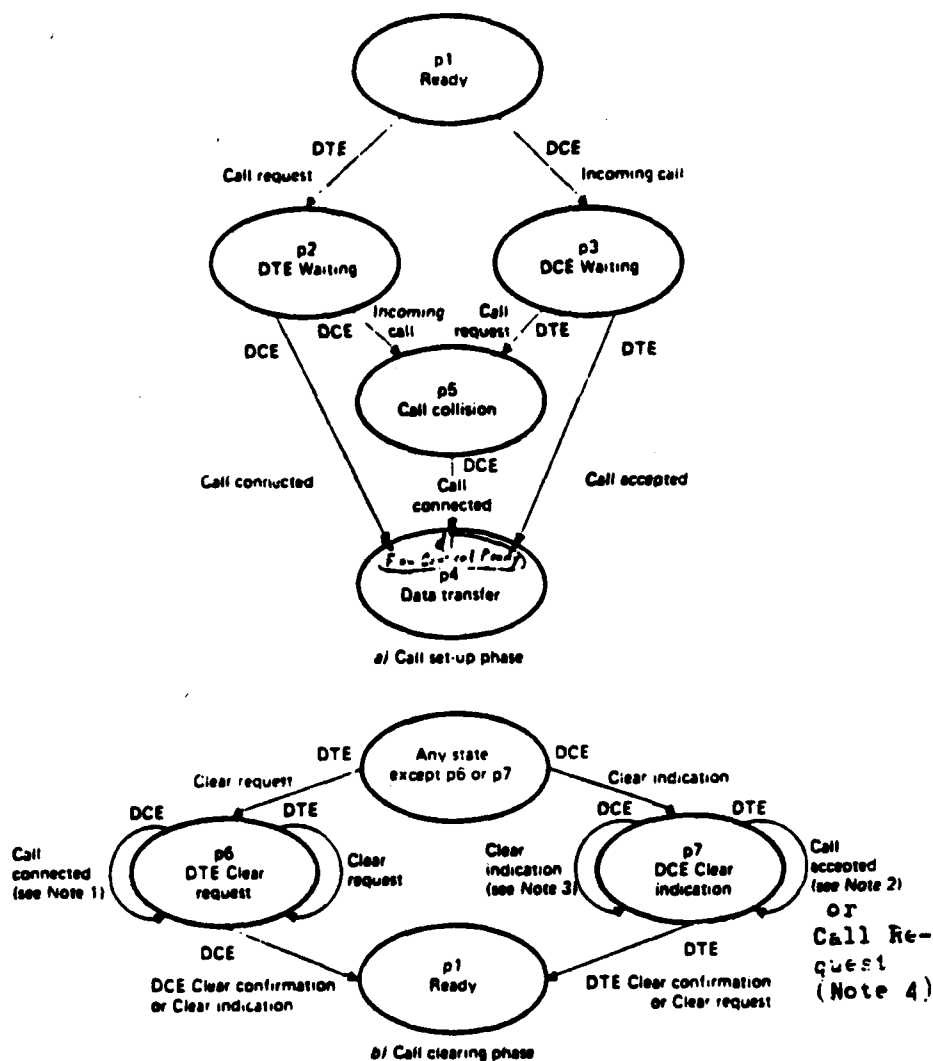 p1
Ready
DTE
DCE
Call request
Incoming call
p2
DTE Waiting
p3
DCE Waiting
Incoming
call
DCE
Call
request
DTE
DCE
DTE
p5
Call collision
DCE
Call
connected
Call connected
Call accepted
p4
Data transfer
a) Call set-up phase
Any state
except p6 or p7
DTE
DCE
Clear request
Clear indication
DCE
DTE
DCE
DTE
Call
connected
(see Note 1)
p6
DTE Clear
request
Clear
request
Clear
indication
(see Note 3)
p7
DCE Clear
indication
Call
accepted
(see Note 2)
or
Call Re-
quest
(Note 4)
DCE
DTE
DCE Clear confirmation
or Clear indication
p1
Ready
DTE Clear confirmation
or Clear request
b) Call clearing phase